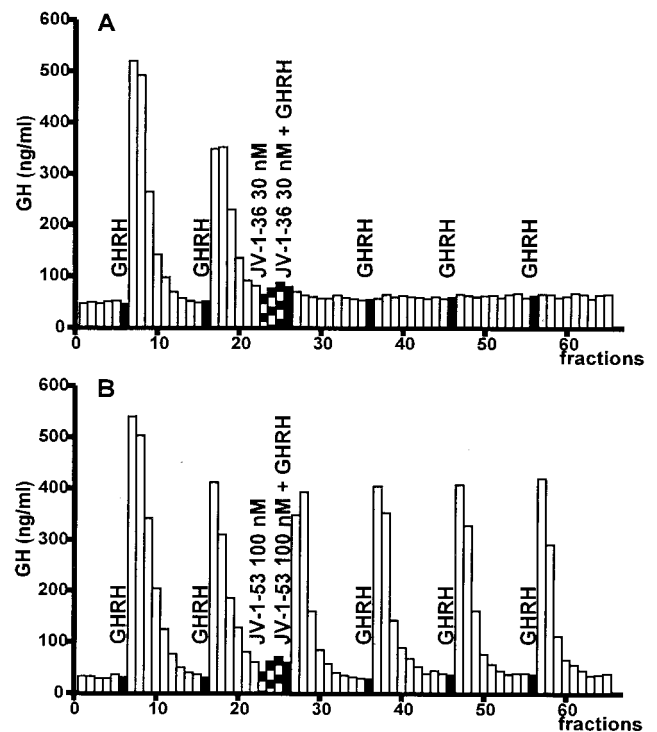 A
600
500
400
300
200
100
0
GH (ng/ml)
GHRH
GHRH
JV-1-36 30 nM
JV-1-36 30 nM + GHRH
GHRH
GHRH
GHRH
0 10 20 30 40 50 60
fractions
B
600
500
400
300
200
100
0
GH (ng/ml)
GHRH
GHRH
JV-1-53 100 nM
JV-1-53 100 nM + GHRH
GHRH
GHRH
GHRH
0 10 20 30 40 50 60
fractions